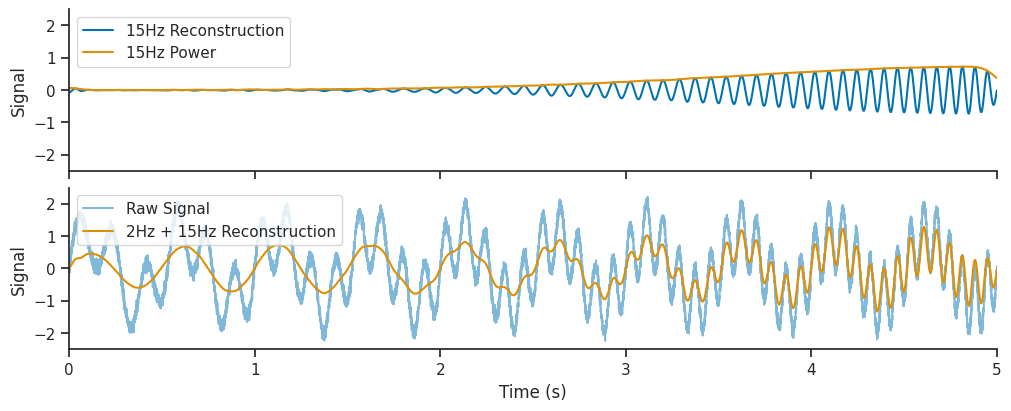 2
1
0
−1
−2
Signal
15Hz Reconstruction
15Hz Power
2
1
0
−1
−2
Signal
Raw Signal
2Hz + 15Hz Reconstruction
0 1 2 3 4 5
Time (s)